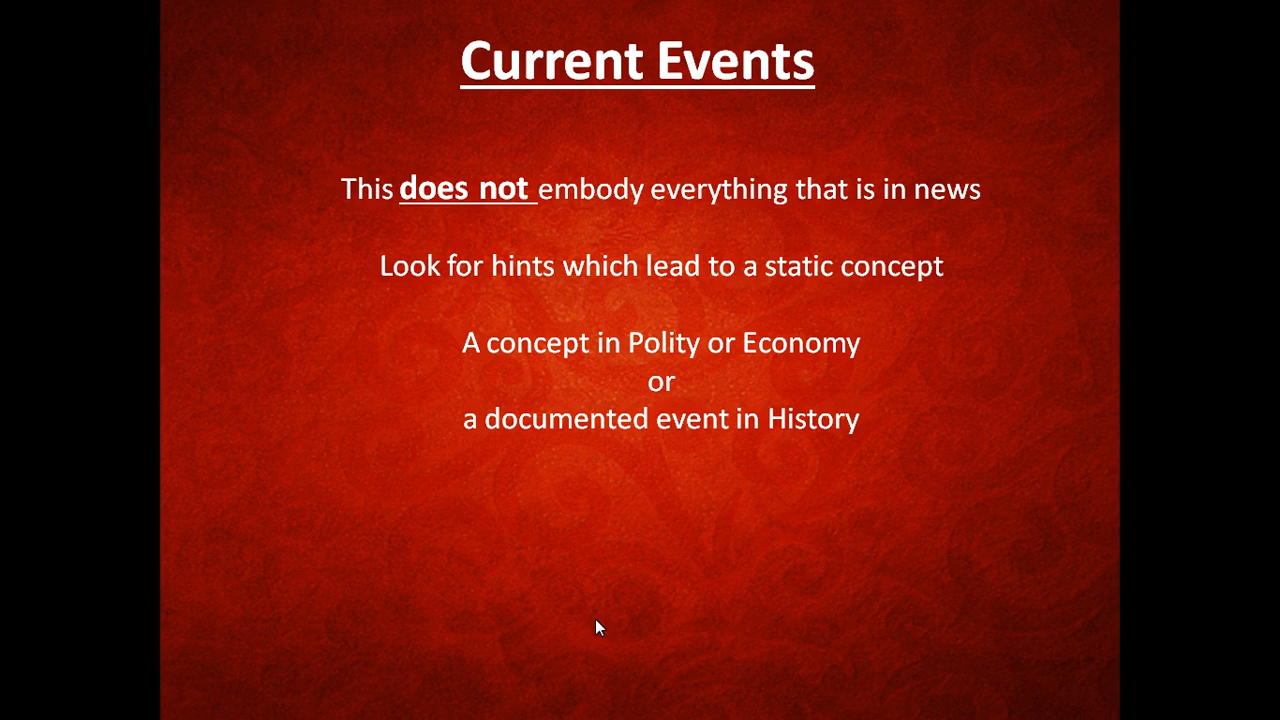 Current Events
This does not embody everything that is in news
Look for hints which lead to a static concept
A concept in Polity or Economy
or
a documented event in History